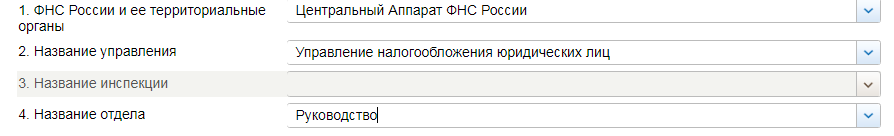 1. ФНС России и ее территориальные органы
Центральный Аппарат ФНС России
2. Название управления
Управление налогообложения юридических лиц
3. Название инспекции
4. Название отдела
Руководство